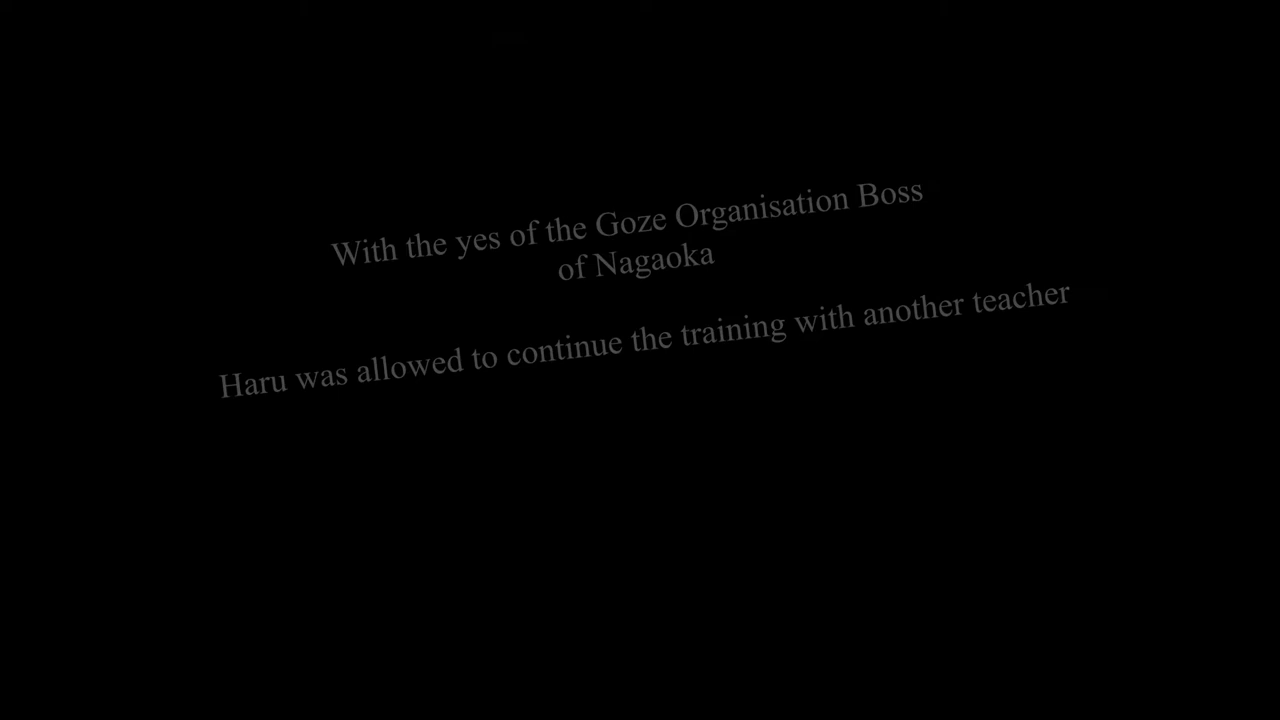 With the yes of the Goze Organisation Boss
of Nagaoka
Haru was allowed to continue the training with another teacher